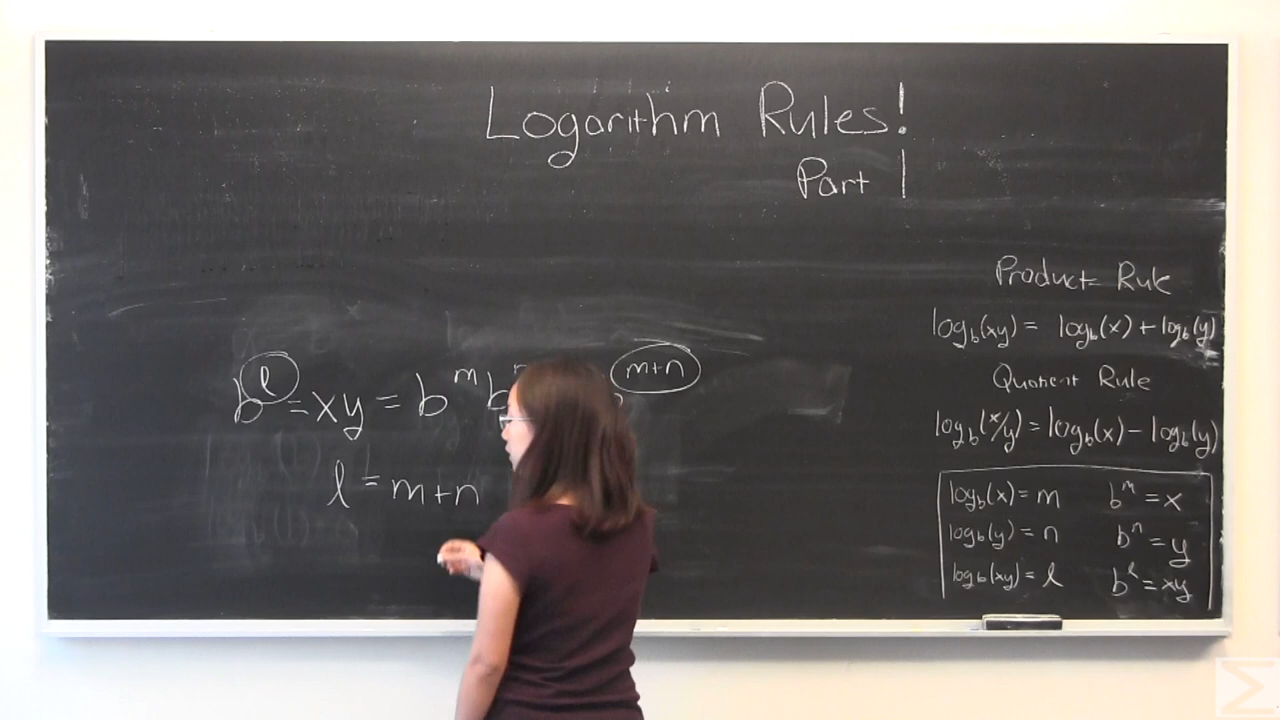 Logarithm Rules!
Part 1
Product Rule
log_b(xy) = log_b(x) + log_b(y)
Quotient Rule
log_b(x/y) = log_b(x) - log_b(y)
b^ℓ = xy = b^m b m+n
ℓ = m+n
log_b(x) = m b^m = x
log_b(y) = n b^n = y
log_b(xy) = ℓ b^ℓ = xy
Σ